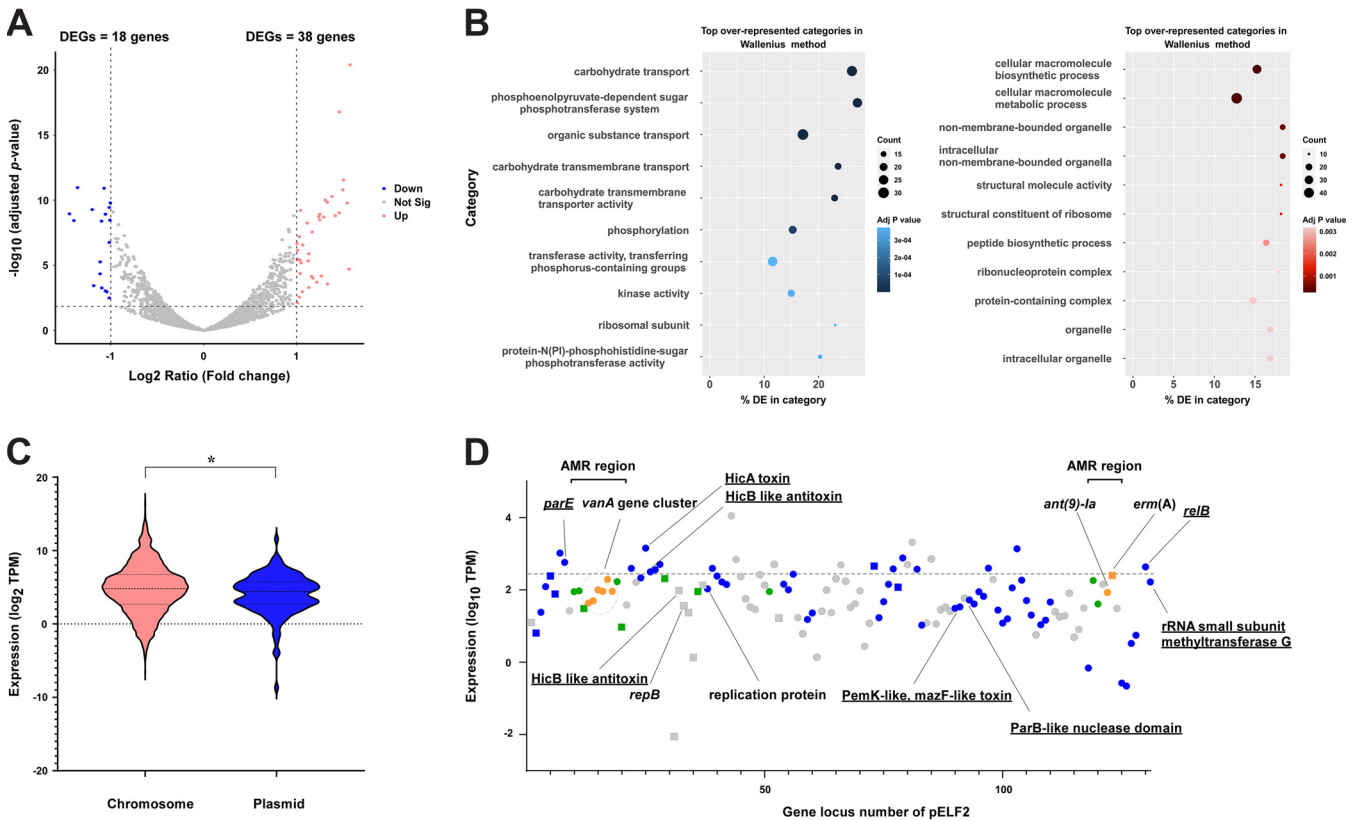 A
DEGs = 18 genes
DEGs = 38 genes
20
15
10
5
0
-log10 (adjusted p-value)
-1
0
1
Log2 Ratio (Fold change)
Down
Not Sig
Up
B
Top over-represented categories in
Wallenius method
Category
carbohydrate transport
phosphoenolpyruvate-dependent sugar
phosphotransferase system
organic substance transport
carbohydrate transmembrane transport
carbohydrate transmembrane
transporter activity
phosphorylation
transferase activity, transferring
phosphorus-containing groups
kinase activity
ribosomal subunit
protein-N(PI)-phosphohistidine-sugar
phosphotransferase activity
0
10
20
% DE in category
Count
15
20
25
30
Adj P value
3e-04
1e-04
Top over-represented categories in
Wallenius method
cellular macromolecule
biosynthetic process
cellular macromolecule
metabolic process
non-membrane-bounded organelle
intracellular
non-membrane-bounded organella
structural molecule activity
structural constituent of ribosome
peptide biosynthetic process
ribonucleoprotein complex
protein-containing complex
organelle
intracellular organelle
0
5
10
15
% DE in category
Count
10
20
30
40
Adj P value
0.003
0.001
C
*
20
10
0
-10
-20
Expression (log2 TPM)
Chromosome
Plasmid
D
AMR region
parE
vanA gene cluster
HicA toxin
HicB like antitoxin
AMR region
ant(9)-Ia
erm(A)
relB
4
2
0
-2
Expression (log10 TPM)
HicB like antitoxin
repB
replication protein
PemK-like, mazF-like toxin
ParB-like nuclease domain
rRNA small subunit
methyltransferase G
50
100
Gene locus number of pELF2